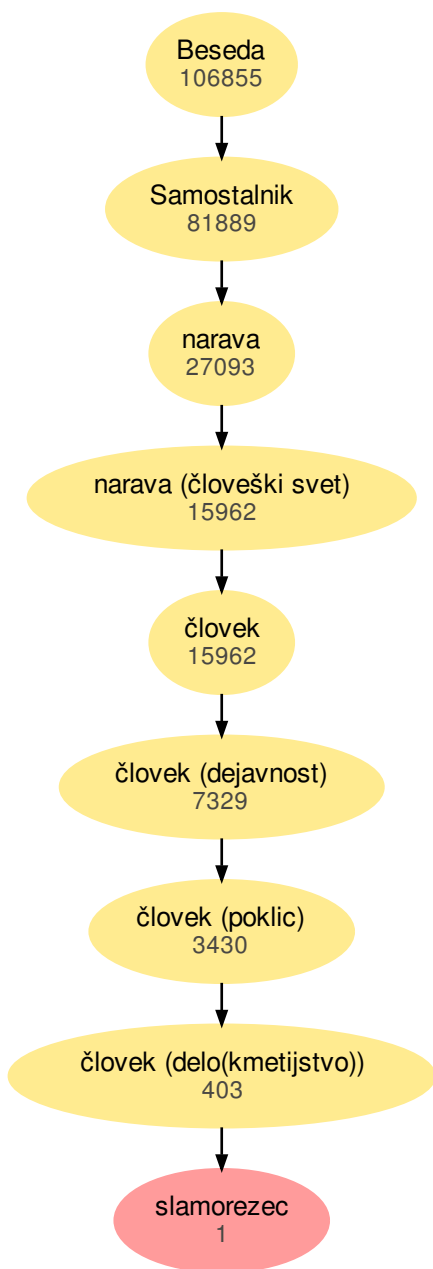 Beseda
106855
Samostalnik
81889
narava
27093
narava (človeški svet)
15962
človek
15962
človek (dejavnost)
7329
človek (poklic)
3430
človek (delo(kmetijstvo))
403
slamorezec
1